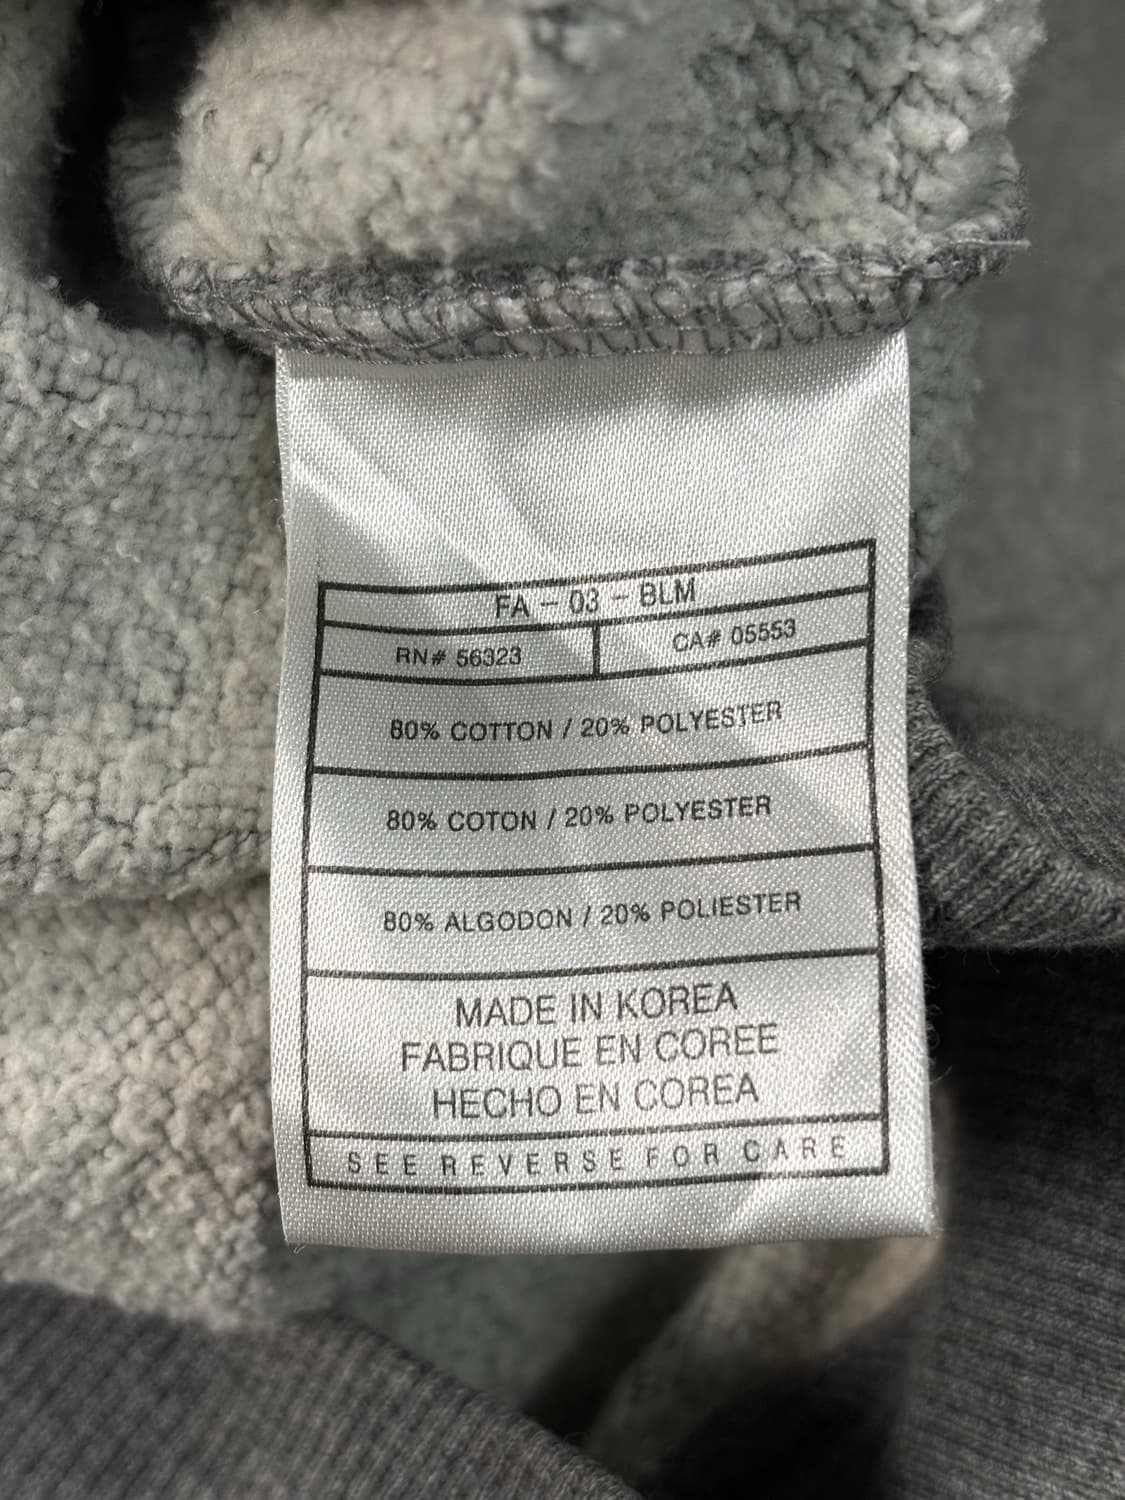 FA - 03 - BLM
RN# 56323 CA# 05553
80% COTTON / 20% POLYESTER
80% COTON / 20% POLYESTER
80% ALGODON / 20% POLIESTER
MADE IN KOREA
FABRIQUE EN COREE
HECHO EN COREA
SEE REVERSE FOR CARE